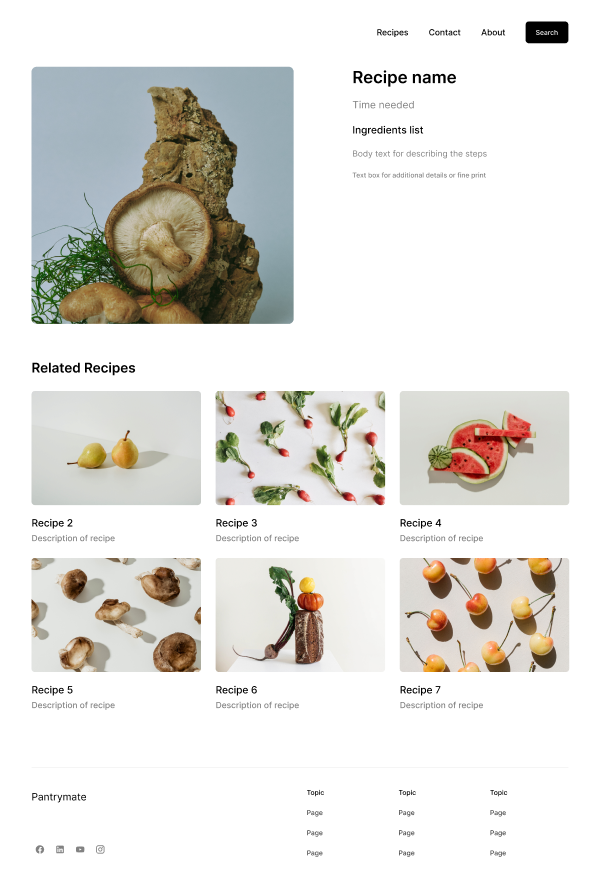 Recipes Contact About Search
Recipe name
Time needed
Ingredients list
Body text for describing the steps
Text box for additional details or fine print
Related Recipes
Recipe 2
Description of recipe
Recipe 3
Description of recipe
Recipe 4
Description of recipe
Recipe 5
Description of recipe
Recipe 6
Description of recipe
Recipe 7
Description of recipe
Pantrymate
Topic
Page
Page
Page
Topic
Page
Page
Page
Topic
Page
Page
Page